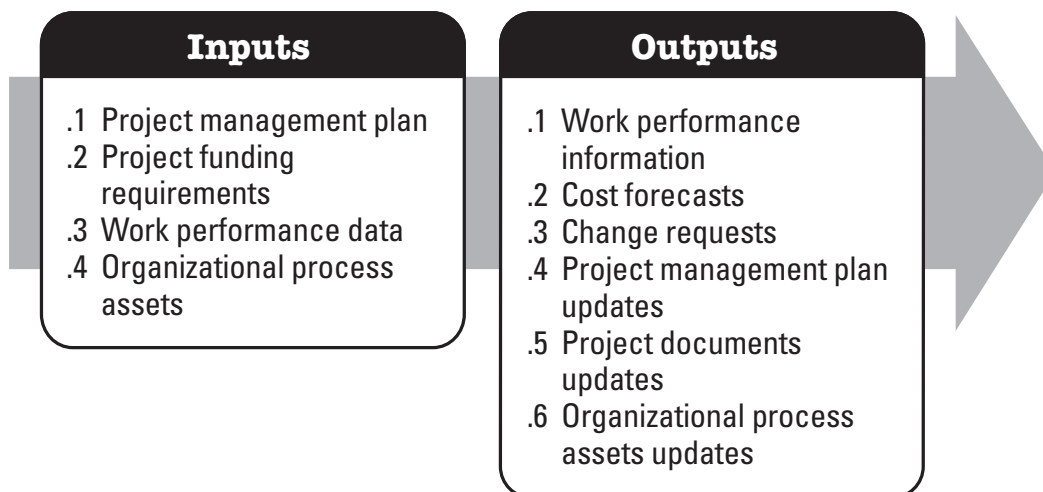 Inputs
.1 Project management plan
.2 Project funding
requirements
.3 Work performance data
.4 Organizational process
assets
Outputs
.1 Work performance
information
.2 Cost forecasts
.3 Change requests
.4 Project management plan
updates
.5 Project documents
updates
.6 Organizational process
assets updates